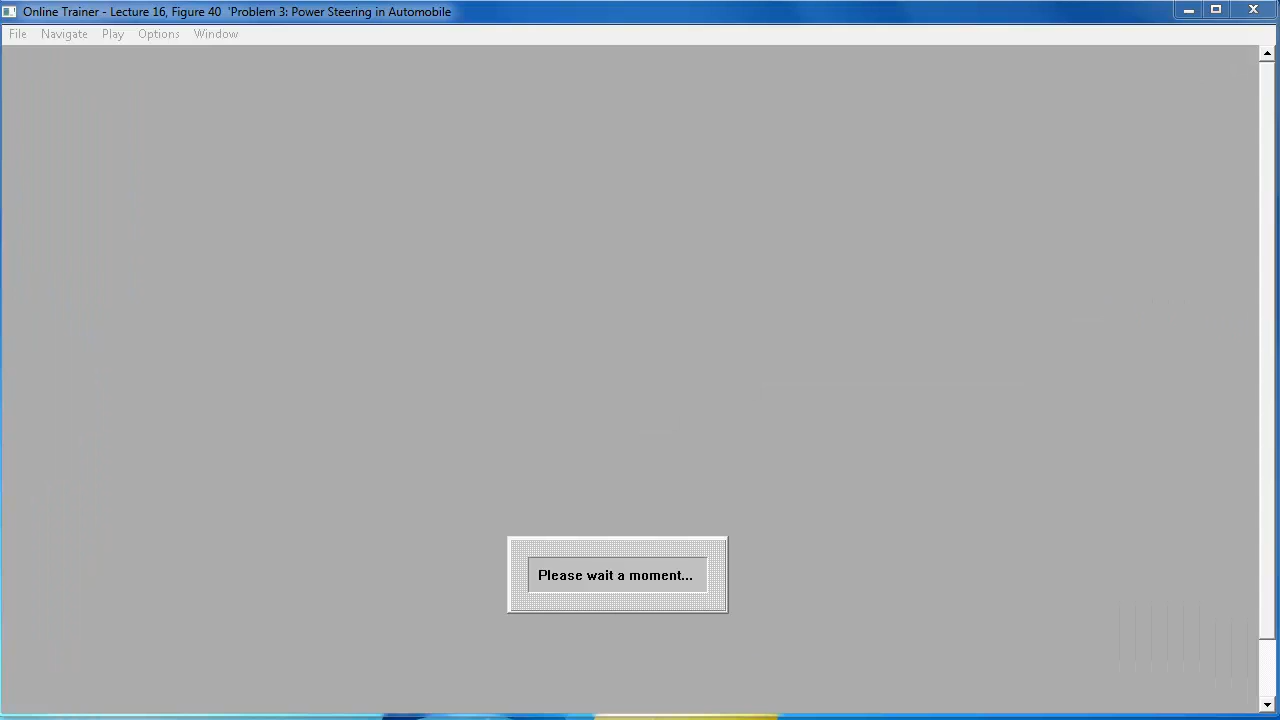 Online Trainer - Lecture 16, Figure 40  'Problem 3: Power Steering in Automobile
File Navigate Play Options Window
Please wait a moment...